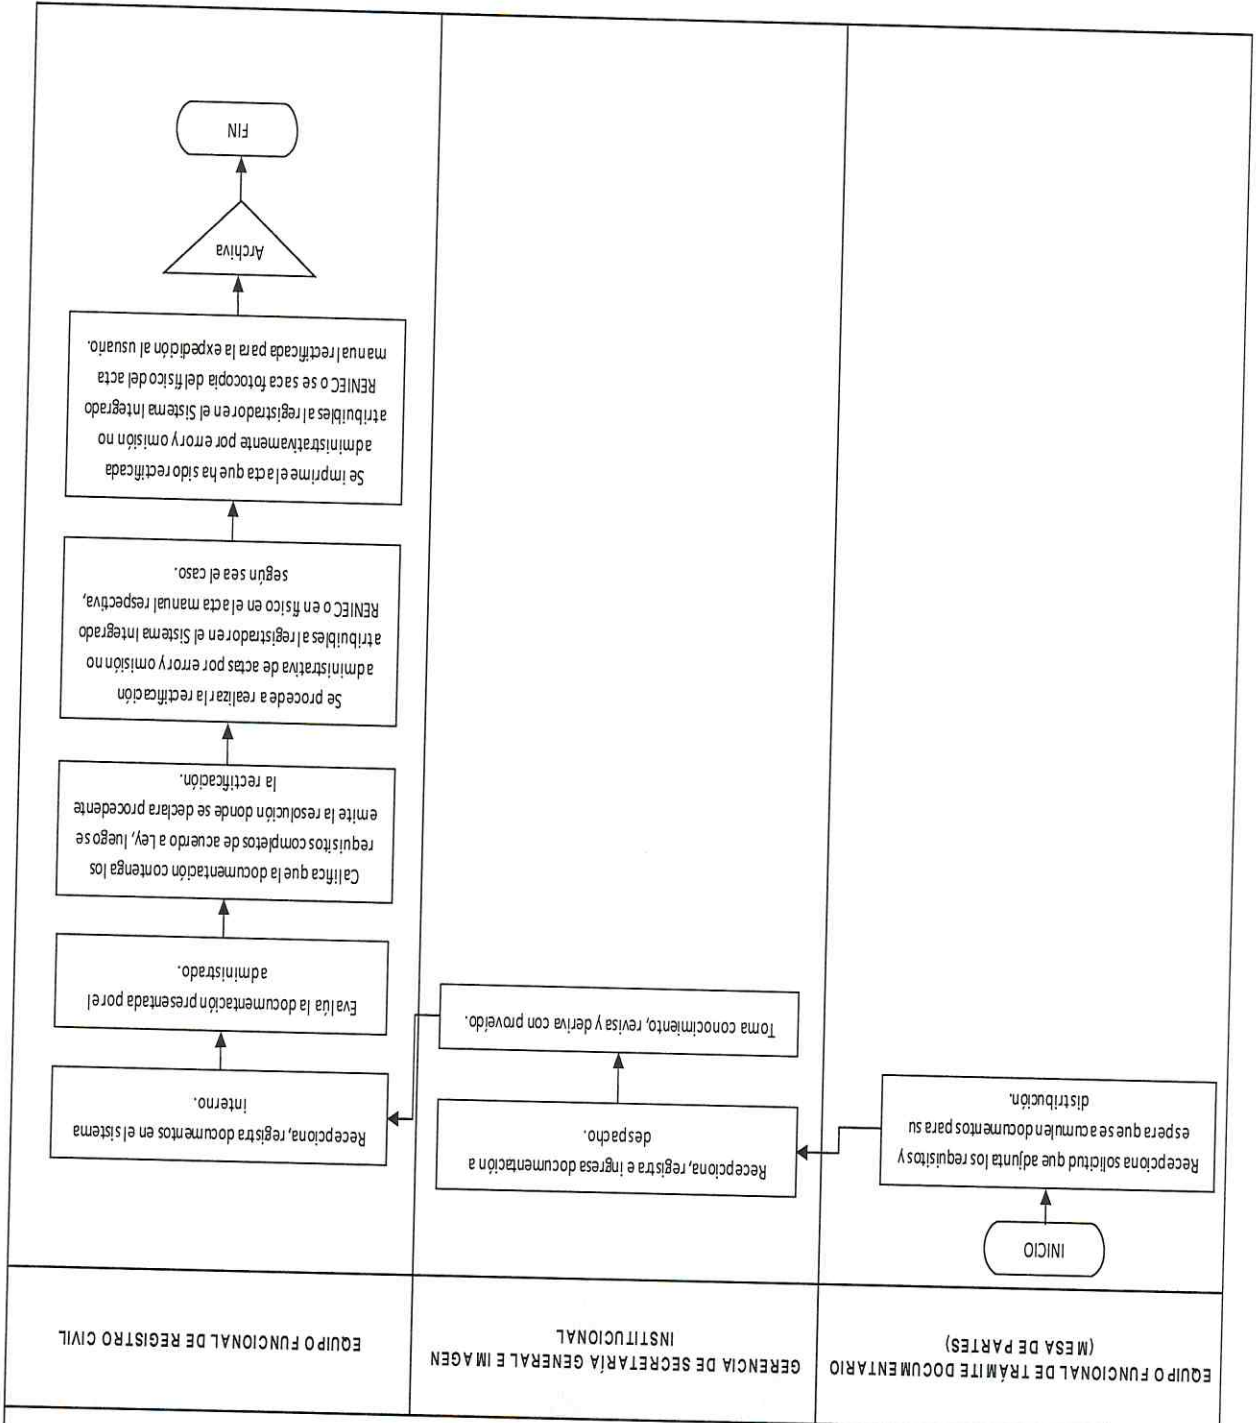 EQUIPO FUNCIONAL DE TRÁMITE DOCUMENTARIO
(MESA DE PARTES)
GERENCIA DE SECRETARÍA GENERAL E IMAGEN
INSTITUCIONAL
EQUIPO FUNCIONAL DE REGISTRO CIVIL
INICIO
Recepciona solicitud que adjunta los requisitos y
espera que se acumulen documentos para su
distribución.
Recepciona, registra e ingresa documentación a
despacho.
Toma conocimiento, revisa y deriva con proveído.
Recepciona, registra documentos en el sistema
interno.
Evalúa la documentación presentada por el
administrado.
Califica que la documentación contenga los
requisitos completos de acuerdo a Ley, luego se
emite la resolución donde se declara procedente
la rectificación.
Se procede a realizar la rectificación
administrativa de actas por error y omisión no
atribuibles al registrador en el Sistema Integrado
RENIEC o en físico en el acta manual respectiva,
según sea el caso.
Se imprime el acta que ha sido rectificada
administrativamente por error y omisión no
atribuibles al registrador en el Sistema Integrado
RENIEC o se saca fotocopia del físico del acta
manual rectificada para la expedición al usuario.
Archiva
FIN